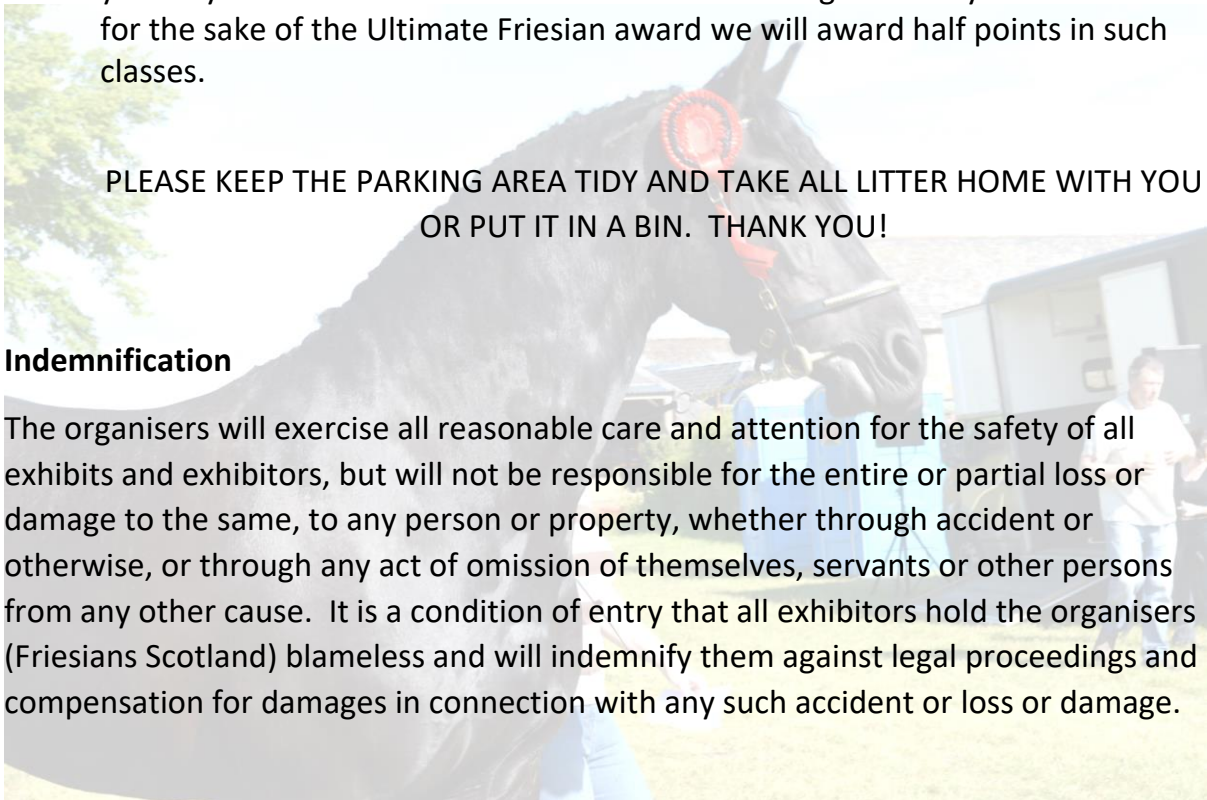 for the sake of the Ultimate Friesian award we will award half points in such
classes.
PLEASE KEEP THE PARKING AREA TIDY AND TAKE ALL LITTER HOME WITH YOU
OR PUT IT IN A BIN.  THANK YOU!
Indemnification
The organisers will exercise all reasonable care and attention for the safety of all
exhibits and exhibitors, but will not be responsible for the entire or partial loss or
damage to the same, to any person or property, whether through accident or
otherwise, or through any act of omission of themselves, servants or other persons
from any other cause.  It is a condition of entry that all exhibitors hold the organisers
(Friesians Scotland) blameless and will indemnify them against legal proceedings and
compensation for damages in connection with any such accident or loss or damage.